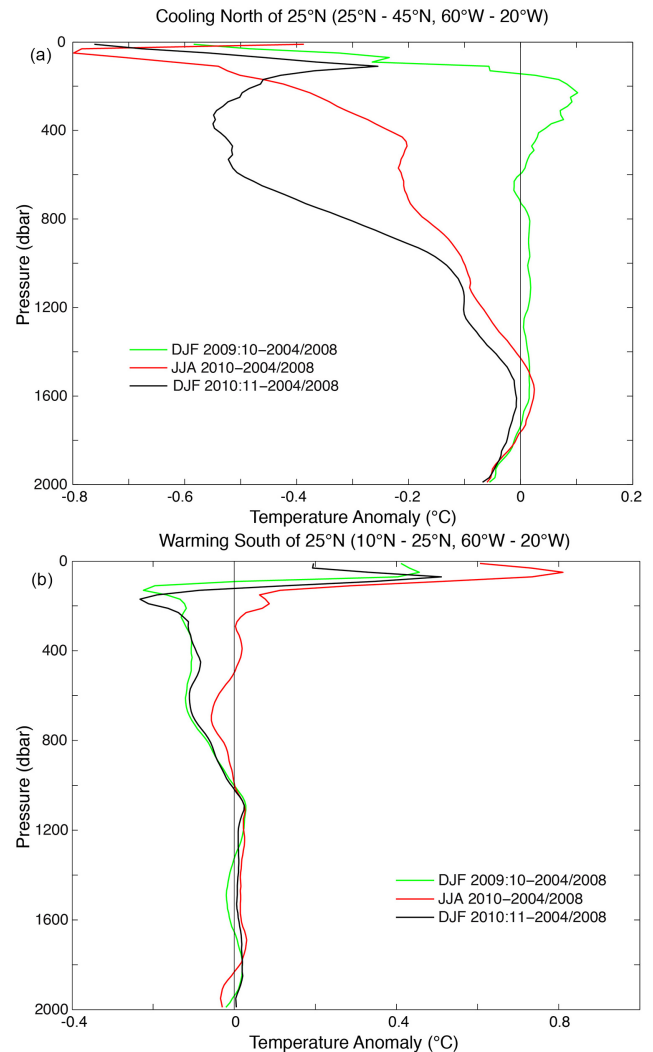 Cooling North of 25°N (25°N - 45°N, 60°W - 20°W)
(a)
0
400
800
1200
1600
2000
Pressure (dbar)
DJF 2009:10−2004/2008
JJA 2010−2004/2008
DJF 2010:11−2004/2008
-0.8
-0.6
-0.4
-0.2
0
0.2
Temperature Anomaly (°C)
Warming South of 25°N (10°N - 25°N, 60°W - 20°W)
(b)
0
400
800
1200
1600
2000
Pressure (dbar)
DJF 2009:10−2004/2008
JJA 2010−2004/2008
DJF 2010:11−2004/2008
-0.4
0
0.4
0.8
Temperature Anomaly (°C)